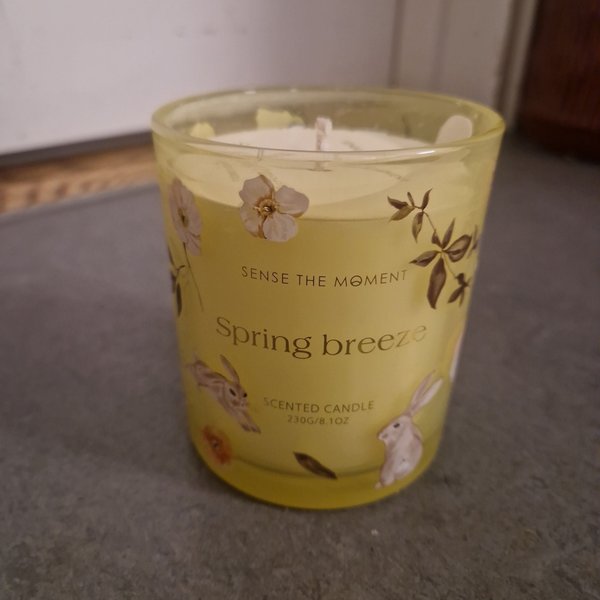 SENSE THE MOMENT
Spring breeze
SCENTED CANDLE
230G/8.1OZ